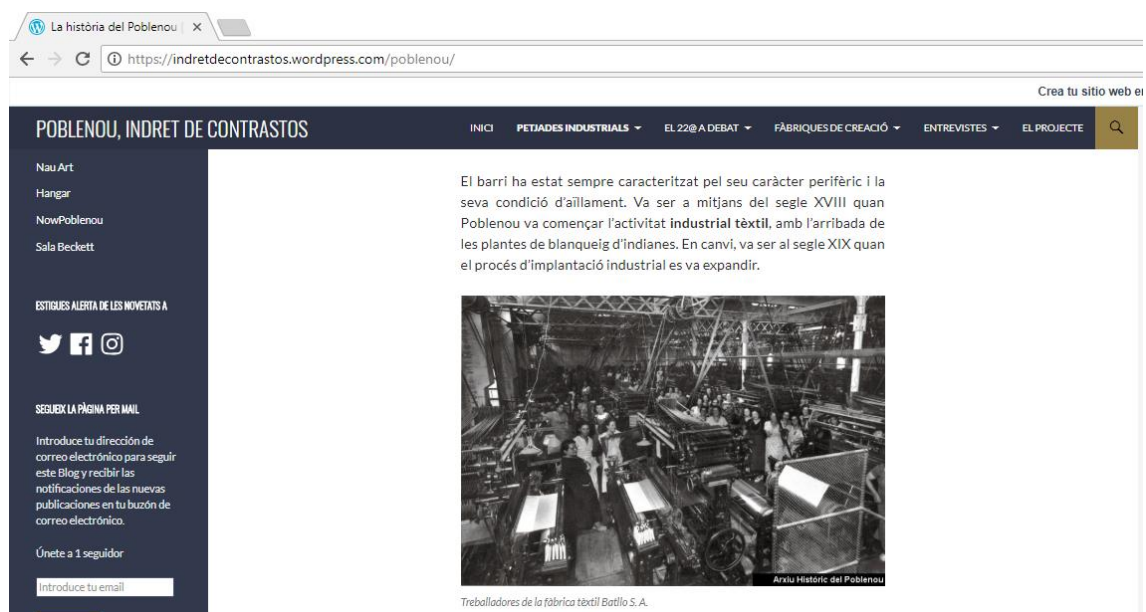 La història del Poblenou |
https://indretdecontrastos.wordpress.com/poblenou/
Crea tu sitio web en
POBLENOU, INDRET DE CONTRASTOS
INICI PETJADES INDUSTRIALS EL 22@ A DEBAT FÀBRIQUES DE CREACIÓ ENTREVISTES EL PROJECTE
Nau Art
Hangar
NowPoblenou
Sala Beckett
ESTIGUES ALERTA DE LES NOVETATS A
SEGUEIX LA PÀGINA PER MAIL
Introduce tu dirección de
correo electrónico para seguir
este Blog y recibir las
notificaciones de las nuevas
publicaciones en tu buzón de
correo electrónico.
Únete a 1 seguidor
Introduce tu email
El barri ha estat sempre caracteritzat pel seu caràcter perifèric i la
seva condició d'aïllament. Va ser a mitjans del segle XVIII quan
Poblenou va començar l'activitat industrial tèxtil, amb l'arribada de
les plantes de blanqueig d'indianes. En canvi, va ser al segle XIX quan
el procés d'implantació industrial es va expandir.
Arxiu Històric del Poblenou
Treballadores de la fàbrica tèxtil Batllo S. A.